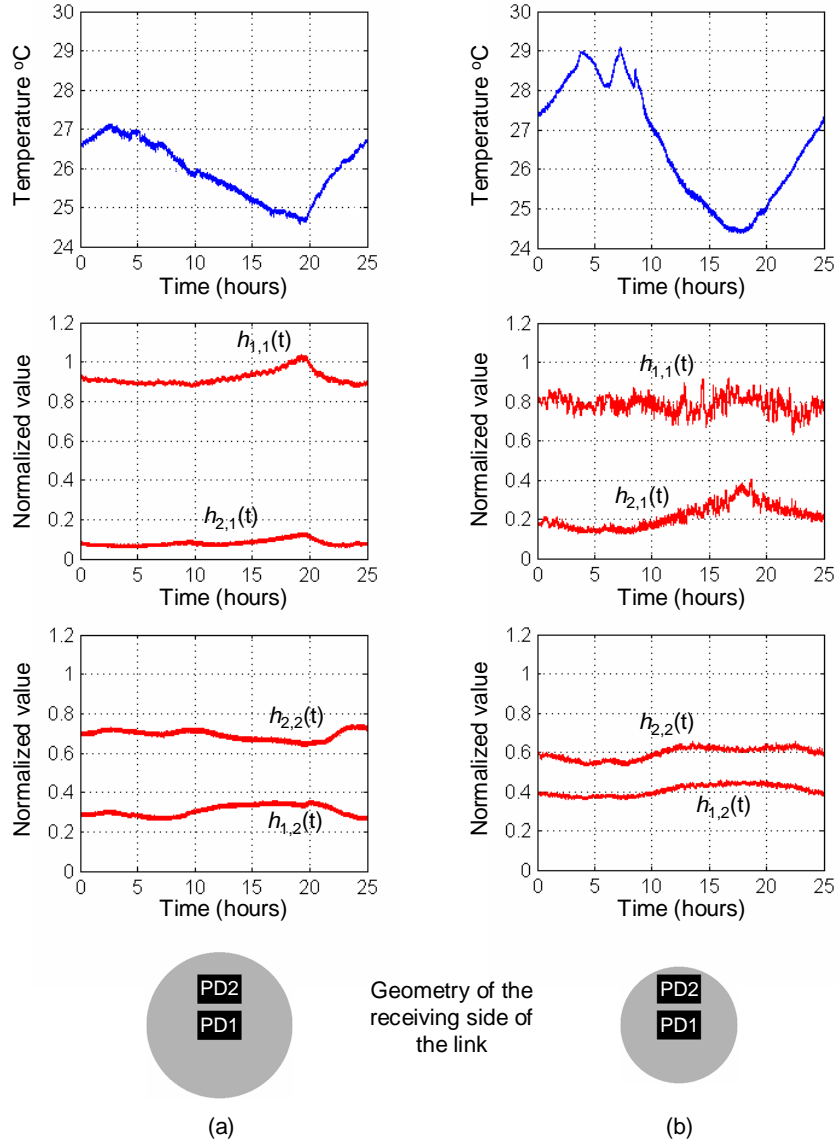 30
29
28
27
26
25
24
Temperature ºC
0 5 10 15 20 25
Time (hours)
30
29
28
27
26
25
24
Temperature ºC
0 5 10 15 20 25
Time (hours)
1.2
1
0.8
0.6
0.4
0.2
0
Normalized value
h1,1(t)
h2,1(t)
0 5 10 15 20 25
Time (hours)
1.2
1
0.8
0.6
0.4
0.2
0
Normalized value
h1,1(t)
h2,1(t)
0 5 10 15 20 25
Time (hours)
1.2
1
0.8
0.6
0.4
0.2
0
Normalized value
h2,2(t)
h1,2(t)
0 5 10 15 20 25
Time (hours)
1.2
1
0.8
0.6
0.4
0.2
0
Normalized value
h2,2(t)
h1,2(t)
0 5 10 15 20 25
Time (hours)
PD2
PD1
Geometry of the
receiving side of
the link
PD2
PD1
(a)
(b)